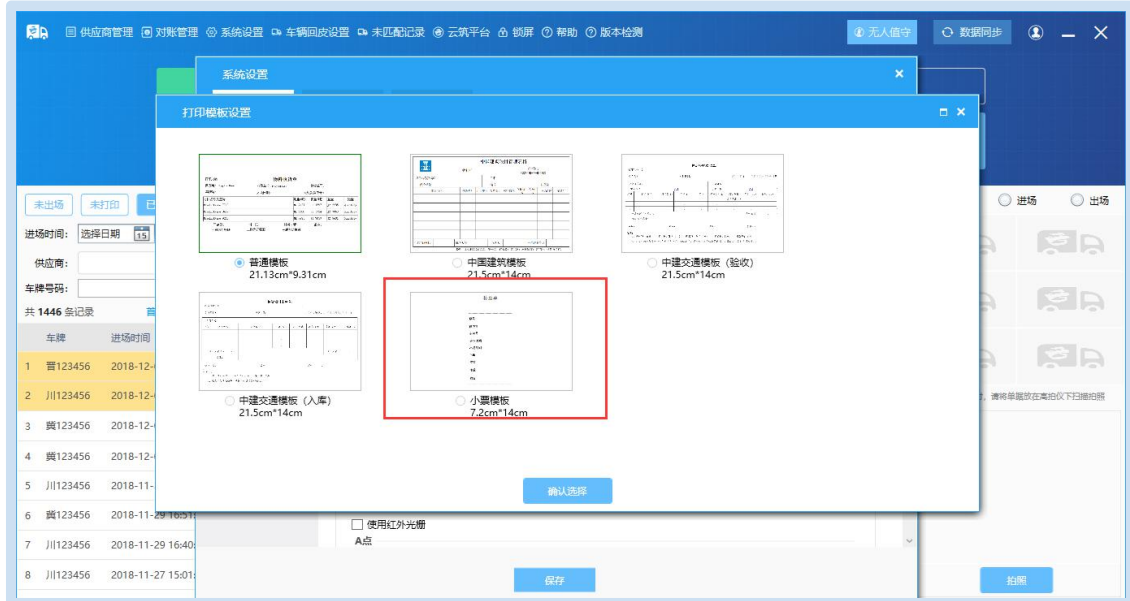 供应商管理 对账管理 系统设置 车辆回皮设置 未匹配记录 云筑平台 锁屏 帮助 版本检测 无人值守 数据同步
系统设置
打印模板设置
未出场 未打印
进场 出场
进场时间: 选择日期 15
供应商:
车牌号码:
共 1446 条记录
车牌 进场时间
普通模板
21.13cm*9.31cm
中国建筑模板
21.5cm*14cm
中建交通模板（验收）
21.5cm*14cm
中建交通模板（入库）
21.5cm*14cm
小票模板
7.2cm*14cm
1 晋123456 2018-12-
2 川123456 2018-12-
3 冀123456 2018-12-
4 冀123456 2018-12-
5 川123456 2018-11-
6 冀123456 2018-11-29 16:51:
7 川123456 2018-11-29 16:40:
8 川123456 2018-11-27 15:01:
请将单据放在高拍仪下扫描拍照
确认选择
使用红外光栅
A点
保存
拍照